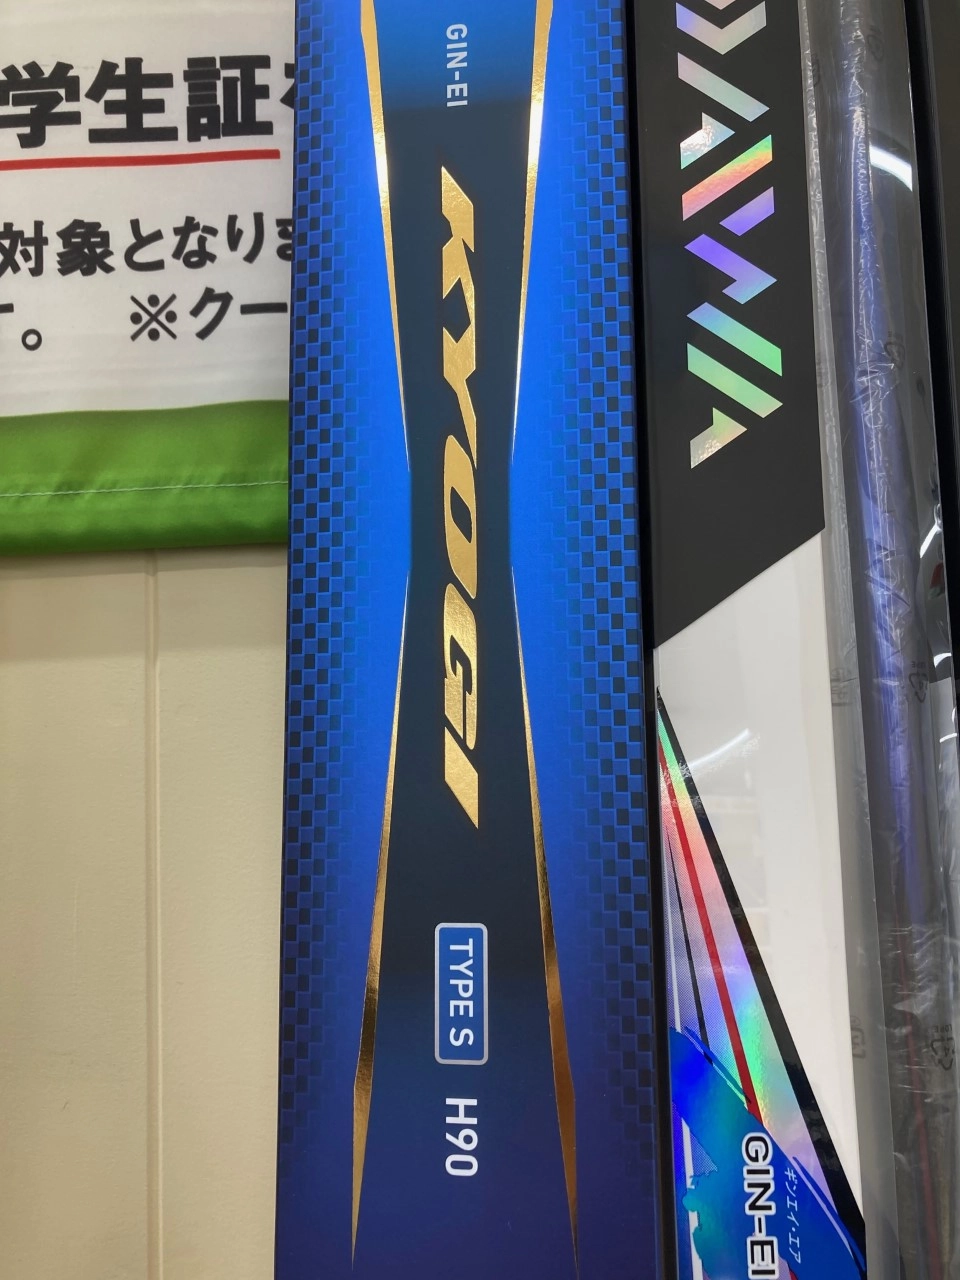 学生証
対象となりま
す。 ※クー
GIN-EI
KYOGI
TYPE S
H90
DAIWA
GIN-EI
ギンエイ・エア